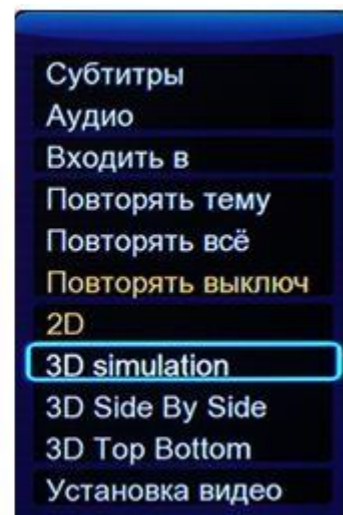 Субтитры
Аудио
Входить в
Повторять тему
Повторять всё
Повторять выключ
2D
3D simulation
3D Side By Side
3D Top Bottom
Установка видео